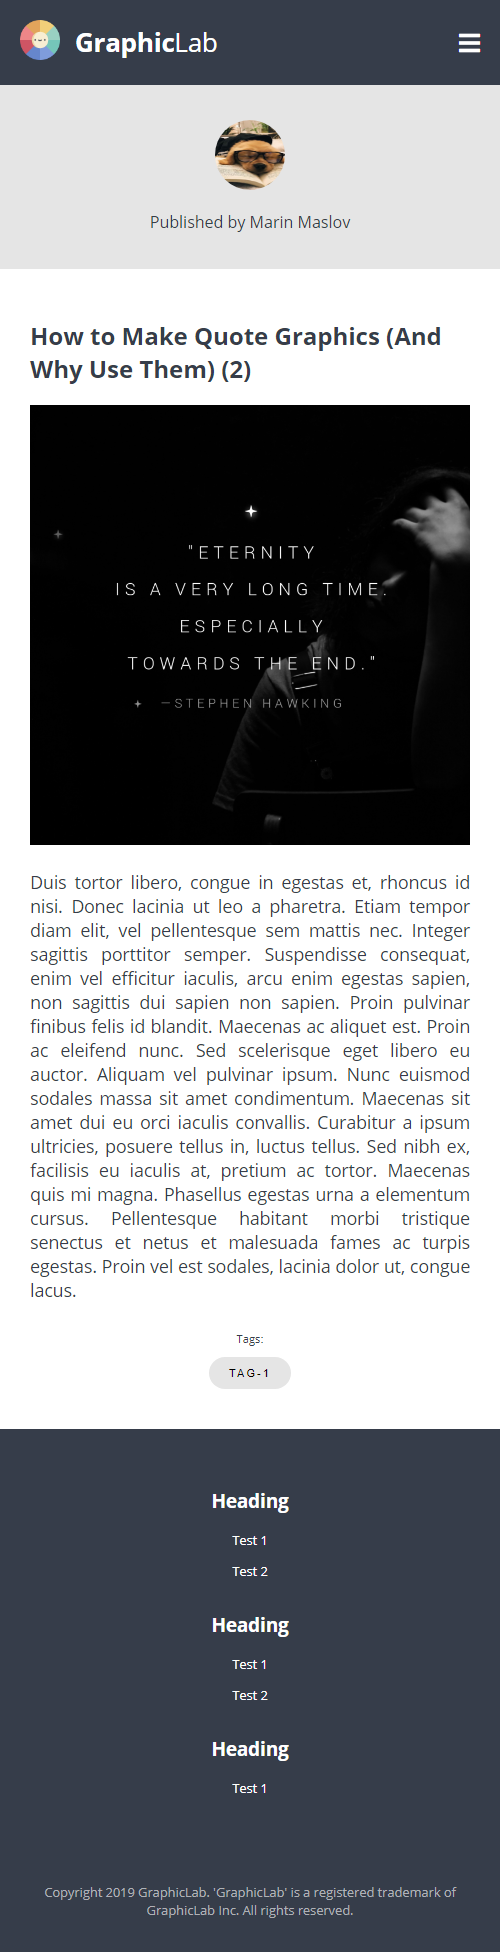 GraphicLab
Published by Marin Maslov
How to Make Quote Graphics (And
Why Use Them) (2)
"ETERNITY
IS A VERY LONG TIME.
ESPECIALLY
TOWARDS THE END."
—STEPHEN HAWKING
Duis tortor libero, congue in egestas et, rhoncus id
nisi. Donec lacinia ut leo a pharetra. Etiam tempor
diam elit, vel pellentesque sem mattis nec. Integer
sagittis porttitor semper. Suspendisse consequat,
enim vel efficitur iaculis, arcu enim egestas sapien,
non sagittis dui sapien non sapien. Proin pulvinar
finibus felis id blandit. Maecenas ac aliquet est. Proin
ac eleifend nunc. Sed scelerisque eget libero eu
auctor. Aliquam vel pulvinar ipsum. Nunc euismod
sodales massa sit amet condimentum. Maecenas sit
amet dui eu orci iaculis convallis. Curabitur a ipsum
ultricies, posuere tellus in, luctus tellus. Sed nibh ex,
facilisis eu iaculis at, pretium ac tortor. Maecenas
quis mi magna. Phasellus egestas urna a elementum
cursus. Pellentesque habitant morbi tristique
senectus et netus et malesuada fames ac turpis
egestas. Proin vel est sodales, lacinia dolor ut, congue
lacus.
Tags:
TAG-1
Heading
Test 1
Test 2
Heading
Test 1
Test 2
Heading
Test 1
Copyright 2019 GraphicLab. 'GraphicLab' is a registered trademark of
GraphicLab Inc. All rights reserved.